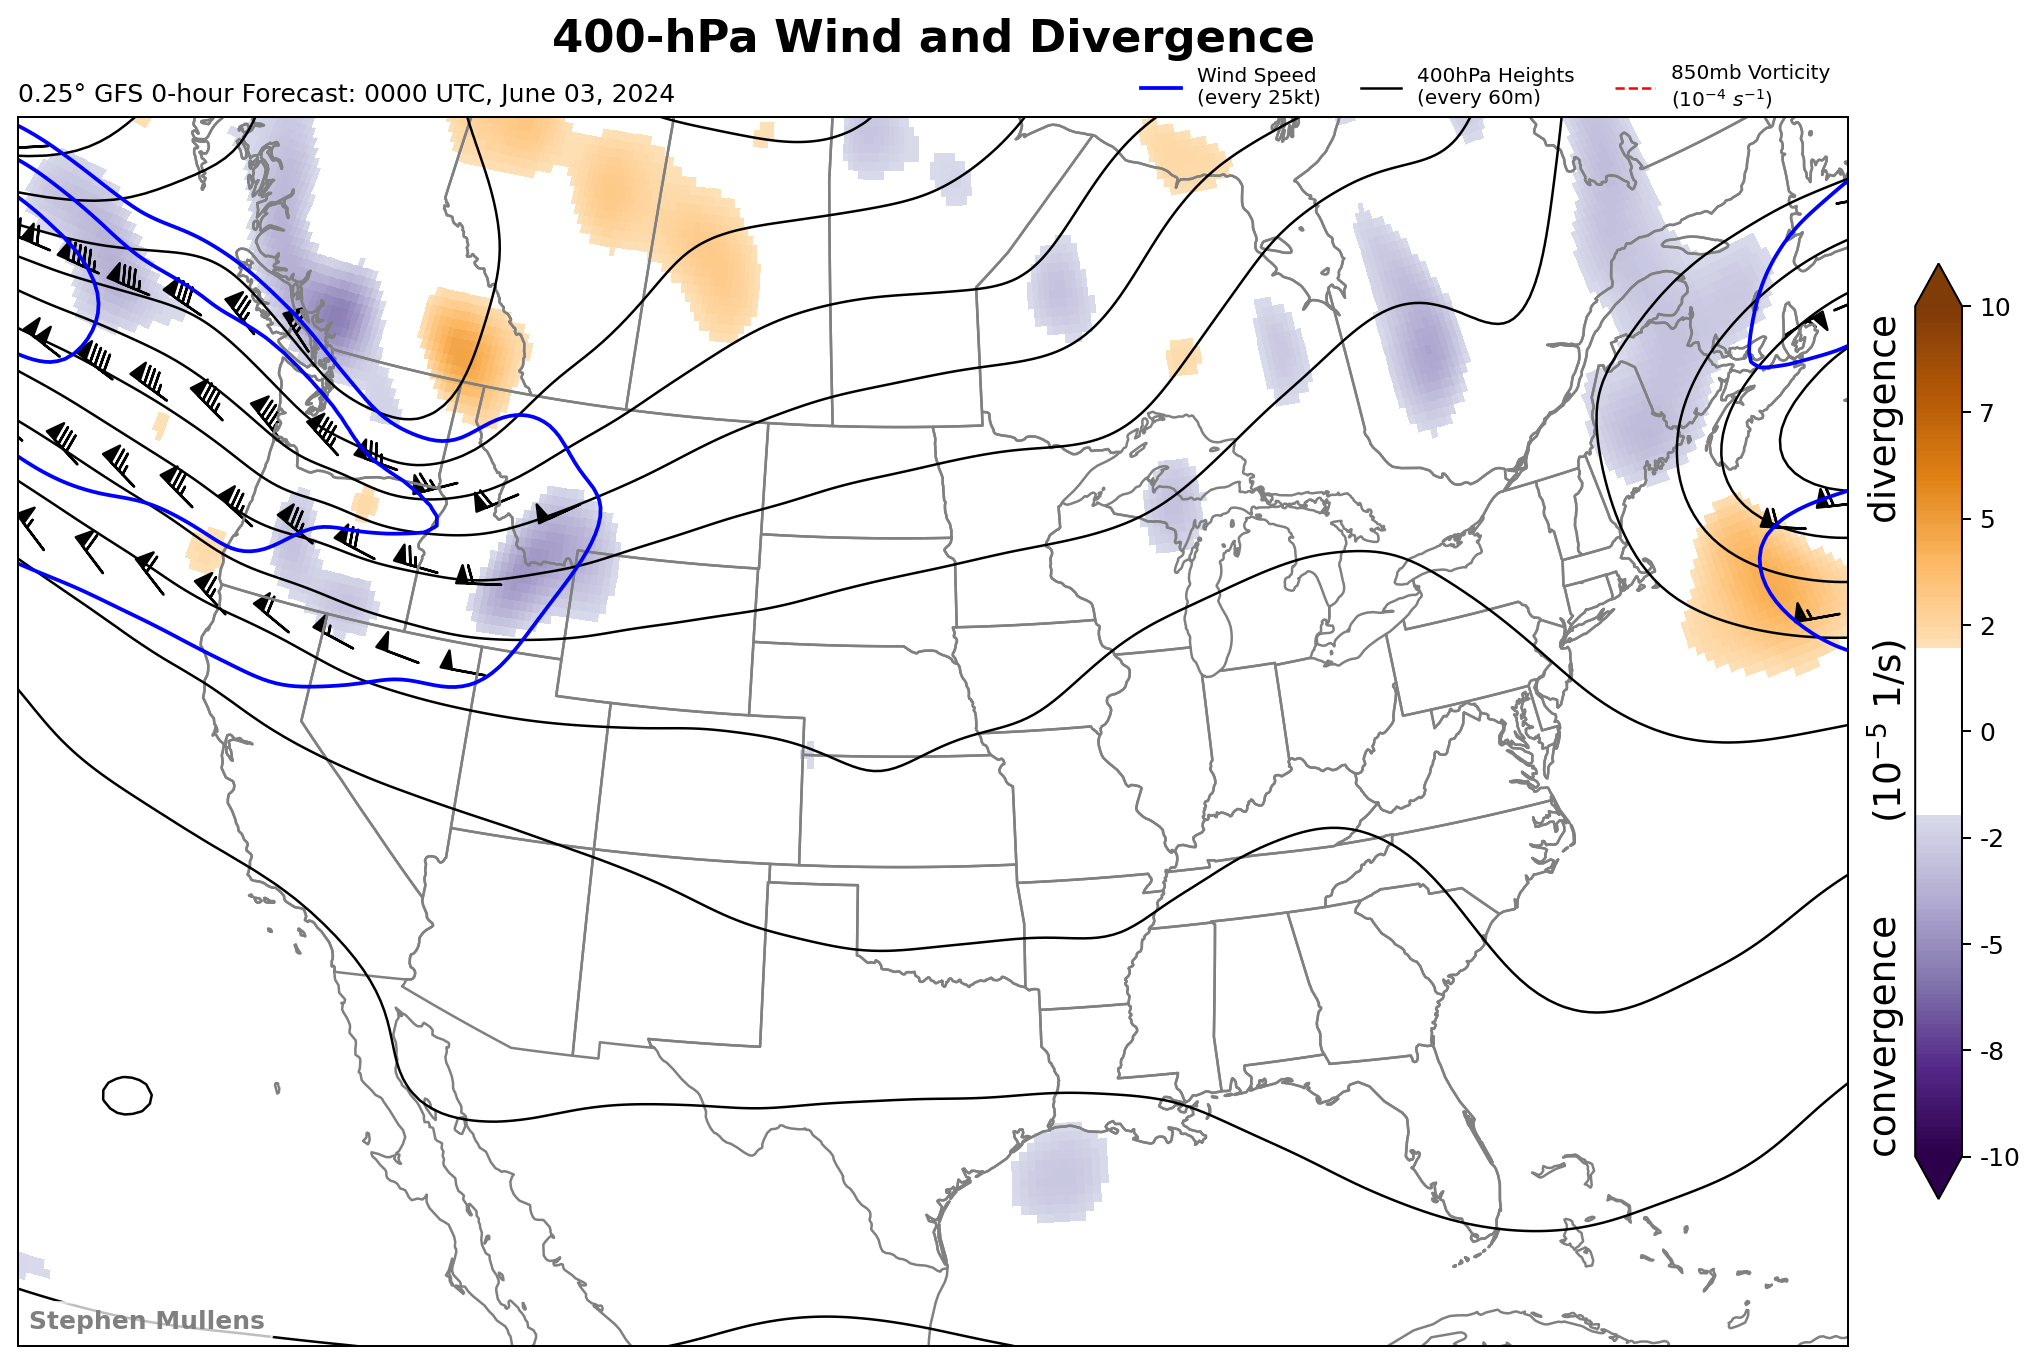 400-hPa Wind and Divergence
0.25° GFS 0-hour Forecast: 0000 UTC, June 03, 2024
Wind Speed
(every 25kt)
400hPa Heights
(every 60m)
850mb Vorticity
(10⁻⁴ s⁻¹)
10
7
5
2
0
-2
-5
-8
-10
convergence (10⁻⁵ 1/s) divergence
Stephen Mullens